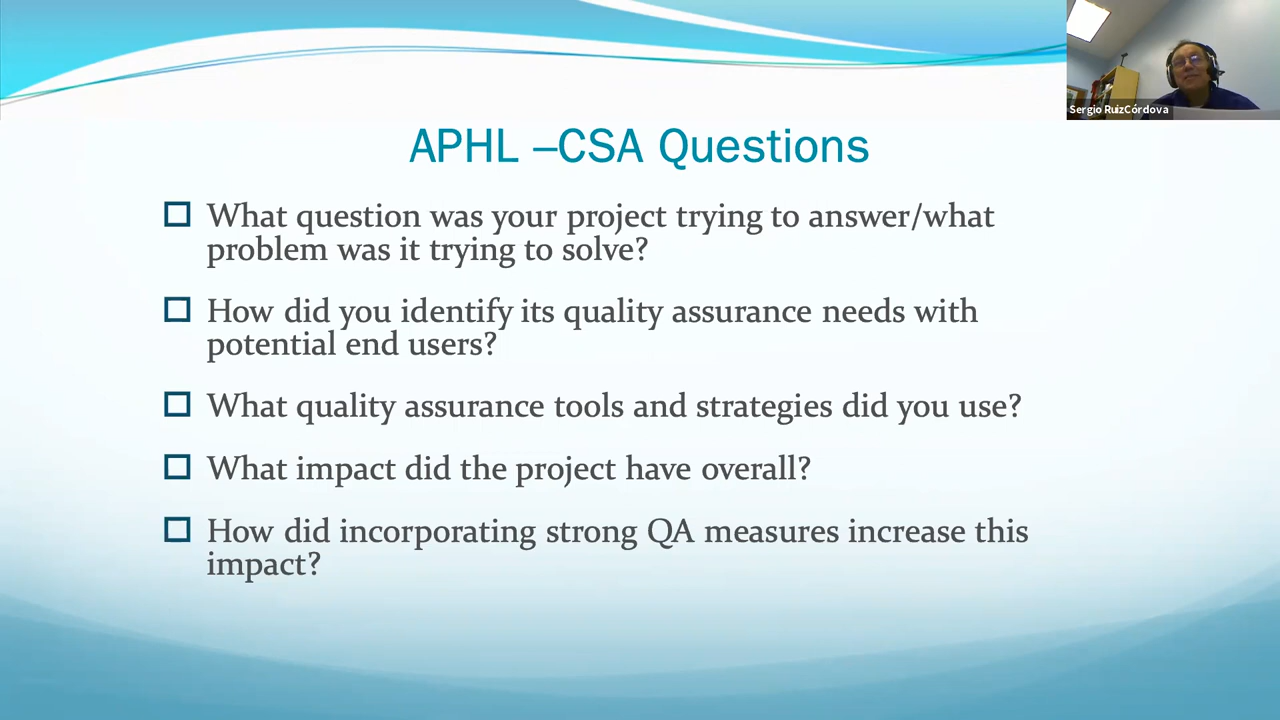 Sergio RuizCórdova
APHL –CSA Questions
What question was your project trying to answer/what
problem was it trying to solve?
How did you identify its quality assurance needs with
potential end users?
What quality assurance tools and strategies did you use?
What impact did the project have overall?
How did incorporating strong QA measures increase this
impact?